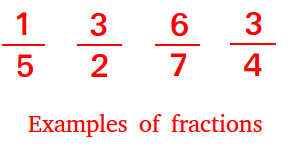 1/5 3/2 6/7 3/4
Examples of fractions